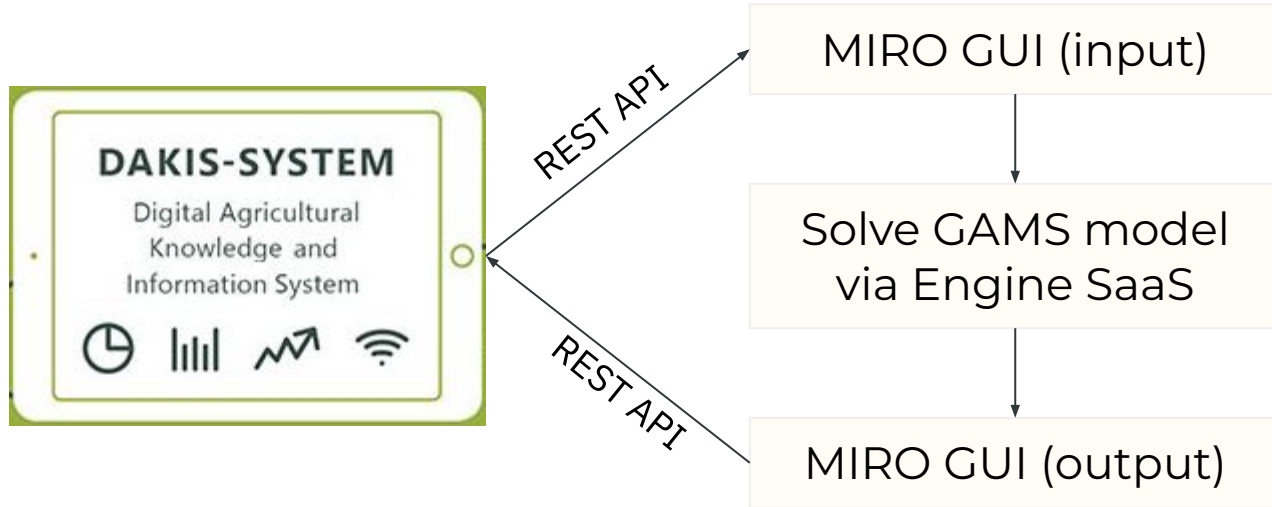 DAKIS-SYSTEM
Digital Agricultural
Knowledge and
Information System
REST API
REST API
MIRO GUI (input)
Solve GAMS model
via Engine SaaS
MIRO GUI (output)